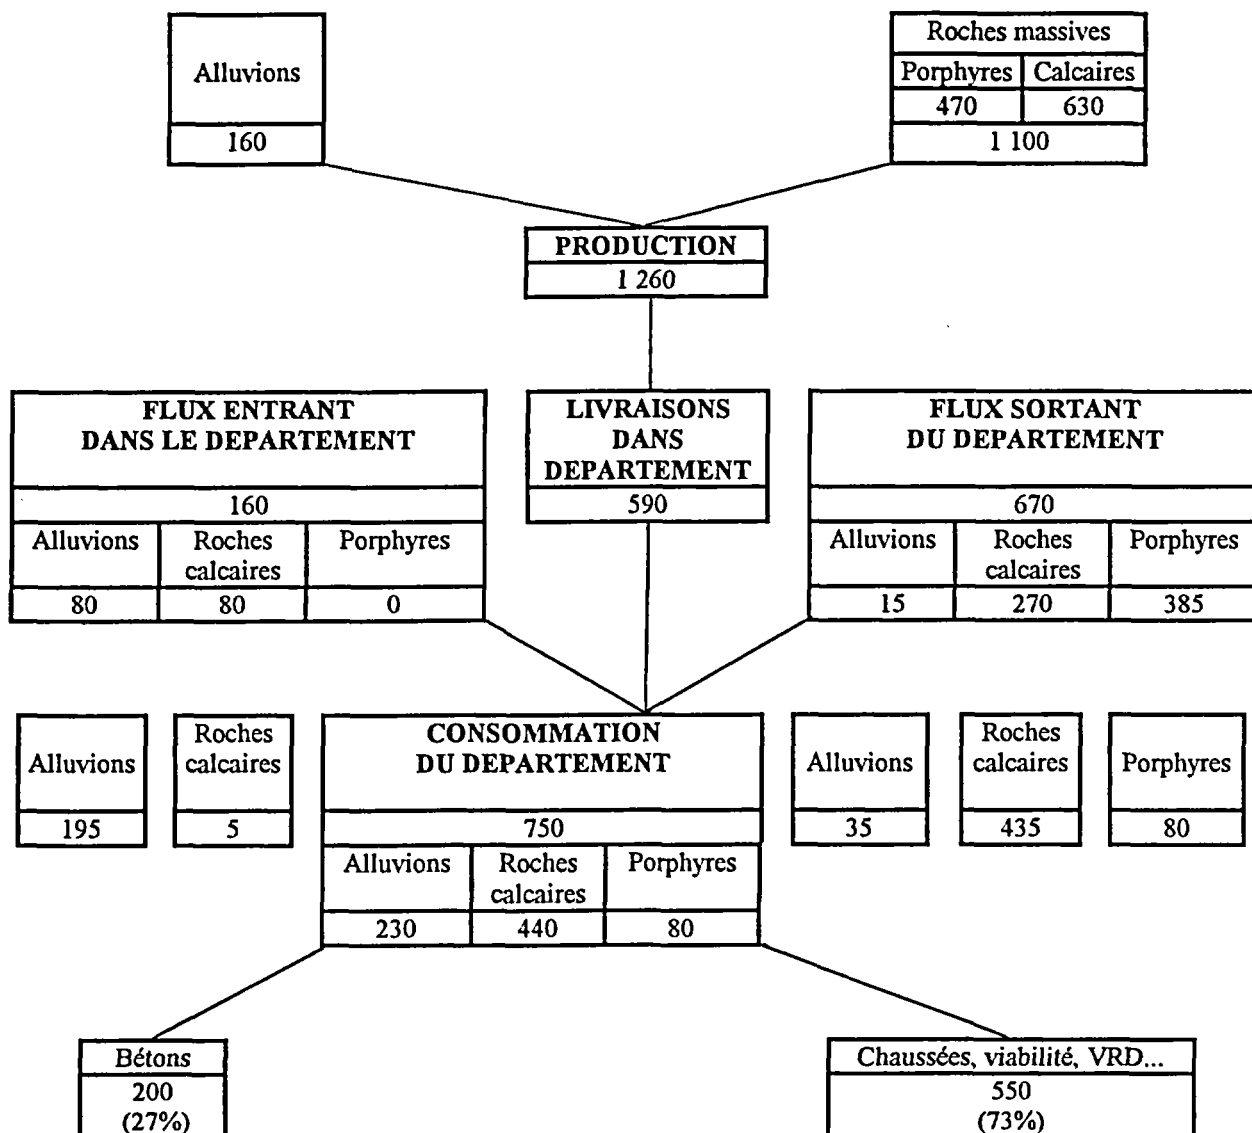 Alluvions
160
Roches massives
Porphyres Calcaires
470 630
1 100
PRODUCTION
1 260
FLUX ENTRANT
DANS LE DEPARTEMENT
160
Alluvions Roches calcaires Porphyres
80 80 0
LIVRAISONS
DANS
DEPARTEMENT
590
FLUX SORTANT
DU DEPARTEMENT
670
Alluvions Roches calcaires Porphyres
15 270 385
Alluvions
195
Roches
calcaires
5
CONSOMMATION
DU DEPARTEMENT
750
Alluvions Roches calcaires Porphyres
230 440 80
Alluvions
35
Roches
calcaires
435
Porphyres
80
Bétons
200
(27%)
Chaussées, viabilité, VRD...
550
(73%)